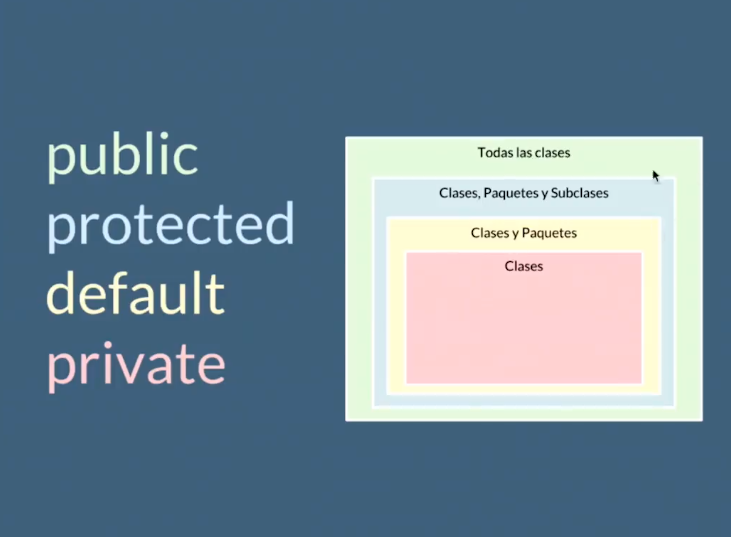 public
protected
default
private
Todas las clases
Clases, Paquetes y Subclases
Clases y Paquetes
Clases